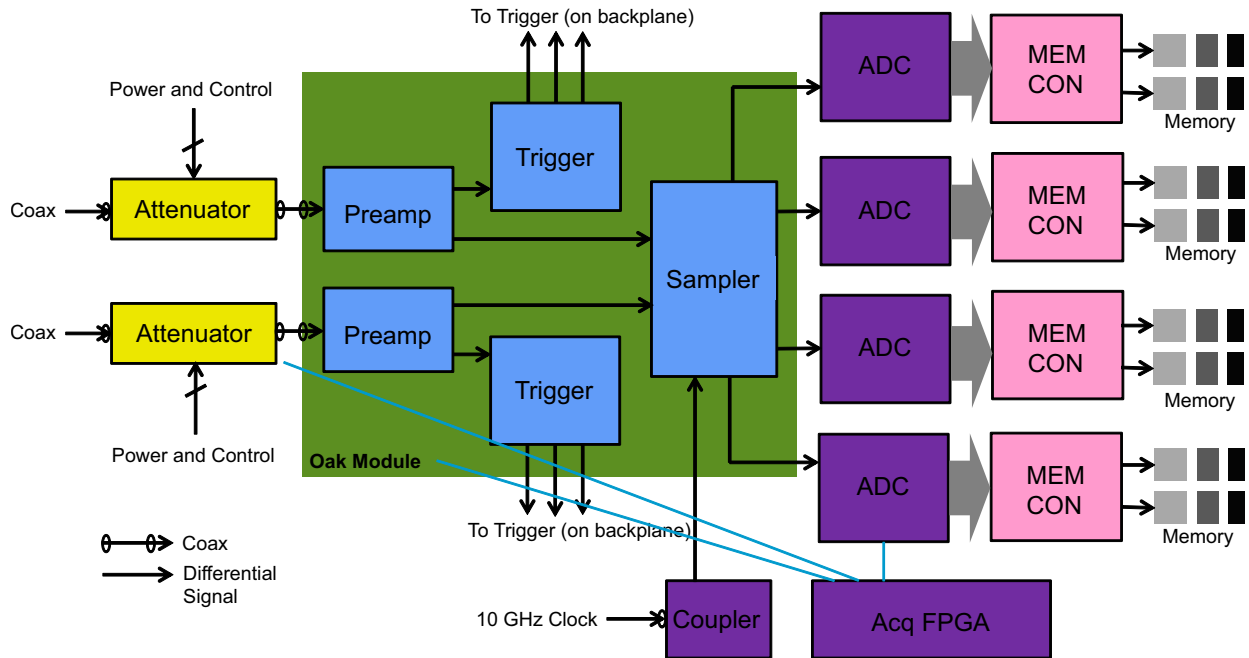 To Trigger (on backplane)
Power and Control
Coax
Attenuator
Preamp
Trigger
Sampler
ADC
MEM
CON
Memory
ADC
MEM
CON
Memory
Coax
Attenuator
Preamp
Trigger
Power and Control
Oak Module
To Trigger (on backplane)
ADC
MEM
CON
Memory
ADC
MEM
CON
Memory
Coax
Differential
Signal
10 GHz Clock
Coupler
Acq FPGA